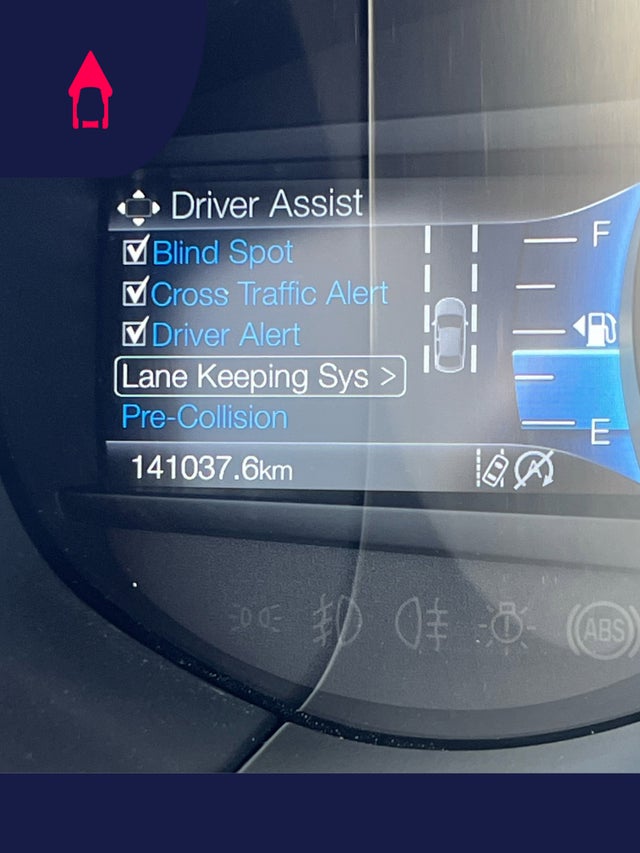 Driver Assist
Blind Spot
Cross Traffic Alert
Driver Alert
Lane Keeping Sys >
Pre-Collision
141037.6km
F
E
A
ABS